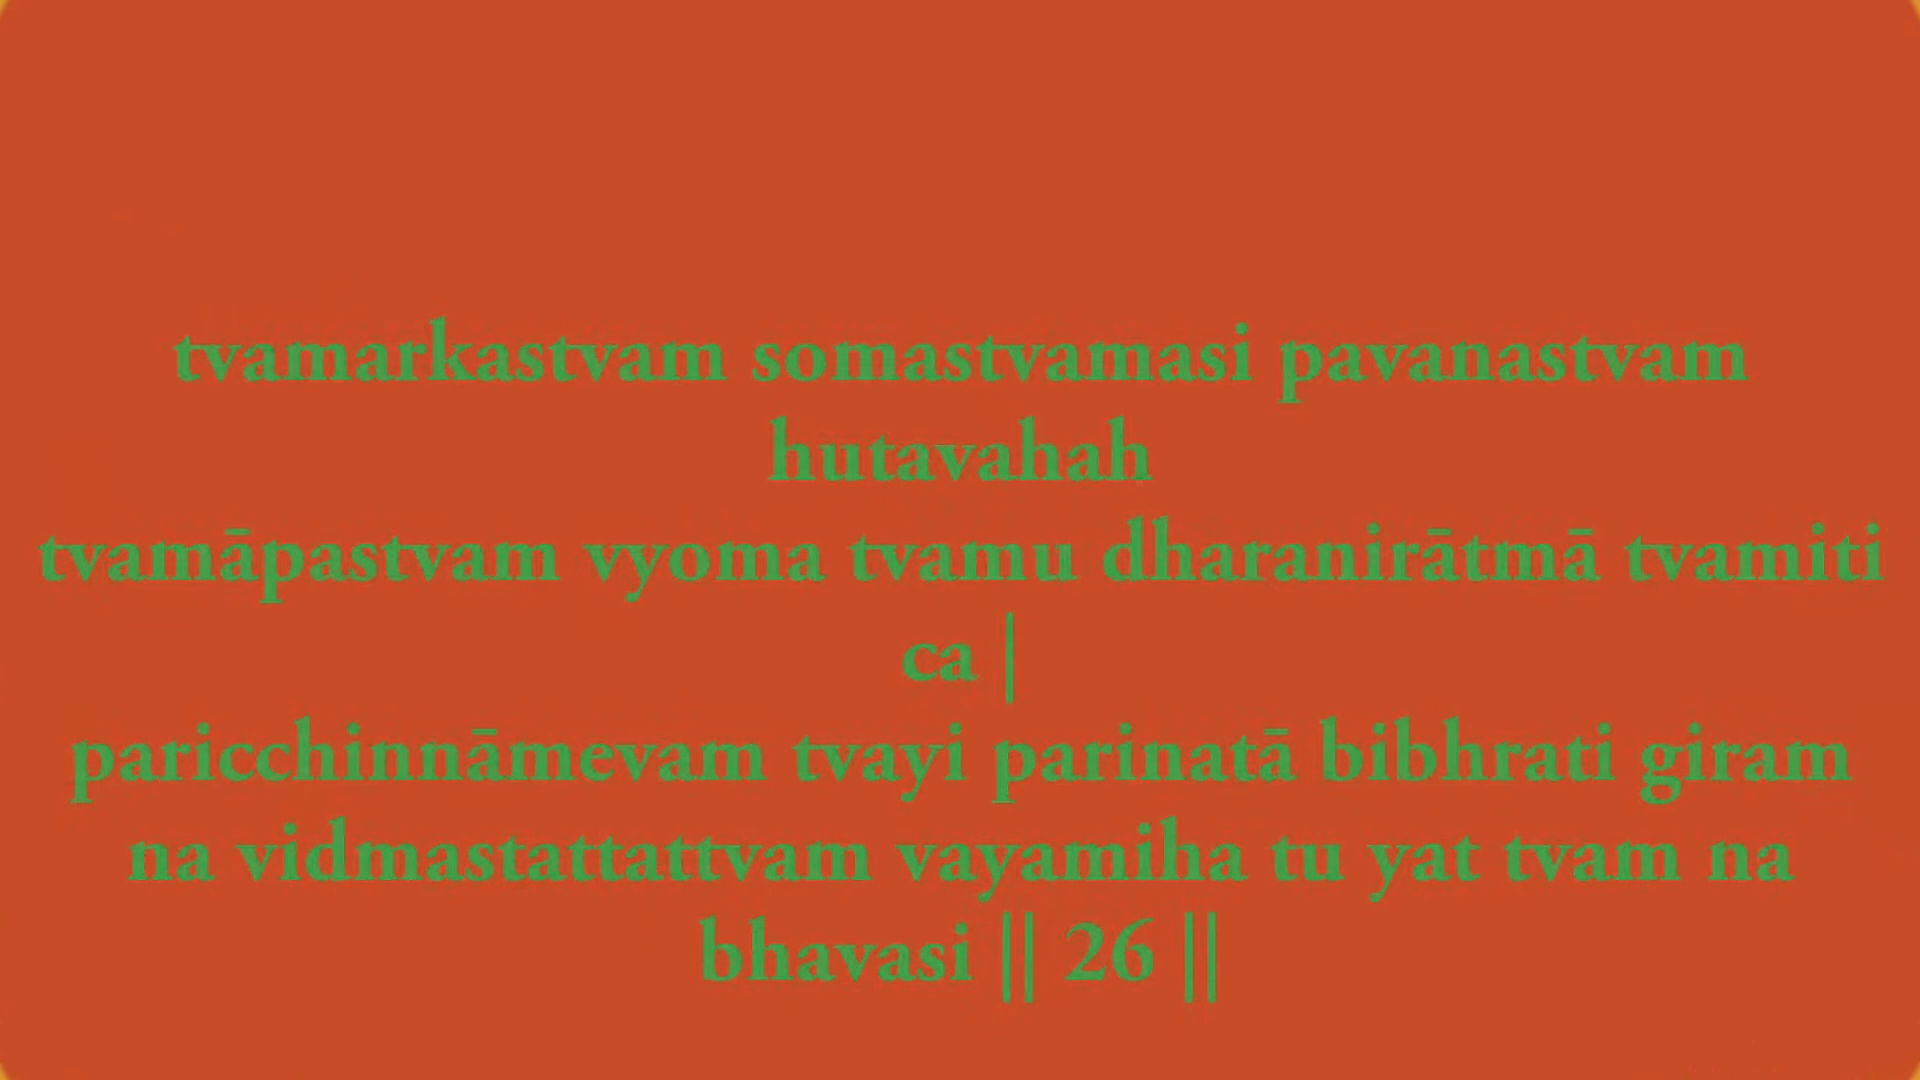 tvamarkastvam somastvamasi pavanastvam
hutavahah
tvamāpastvam vyoma tvamu dharanirātmā tvamiti
ca |
paricchinnāmevam tvayi parinatā bibhrati giram
na vidmastattattvam vayamiha tu yat tvam na
bhavasi || 26 ||